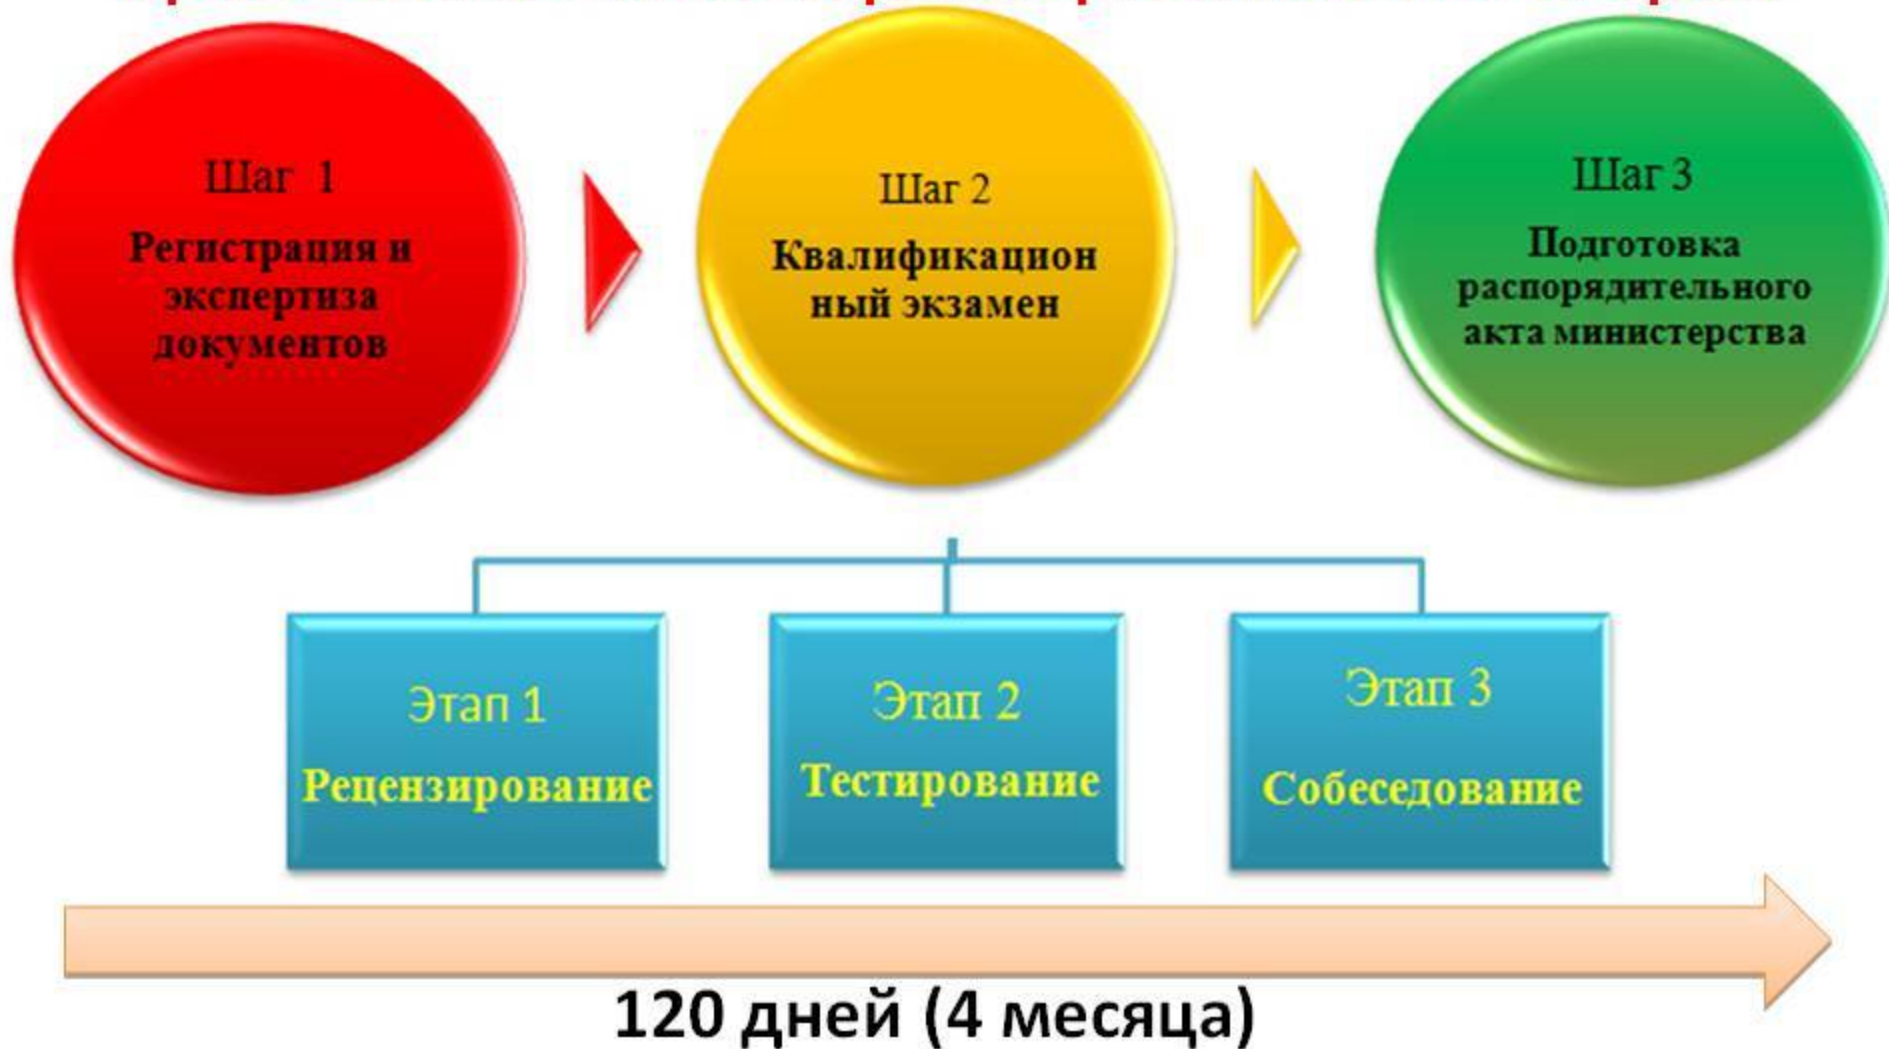 Шаг 1
Регистрация и
экспертиза
документов
Шаг 2
Квалификацион
ный экзамен
Шаг 3
Подготовка
распорядительного
акта министерства
Этап 1
Рецензирование
Этап 2
Тестирование
Этап 3
Собеседование
120 дней (4 месяца)